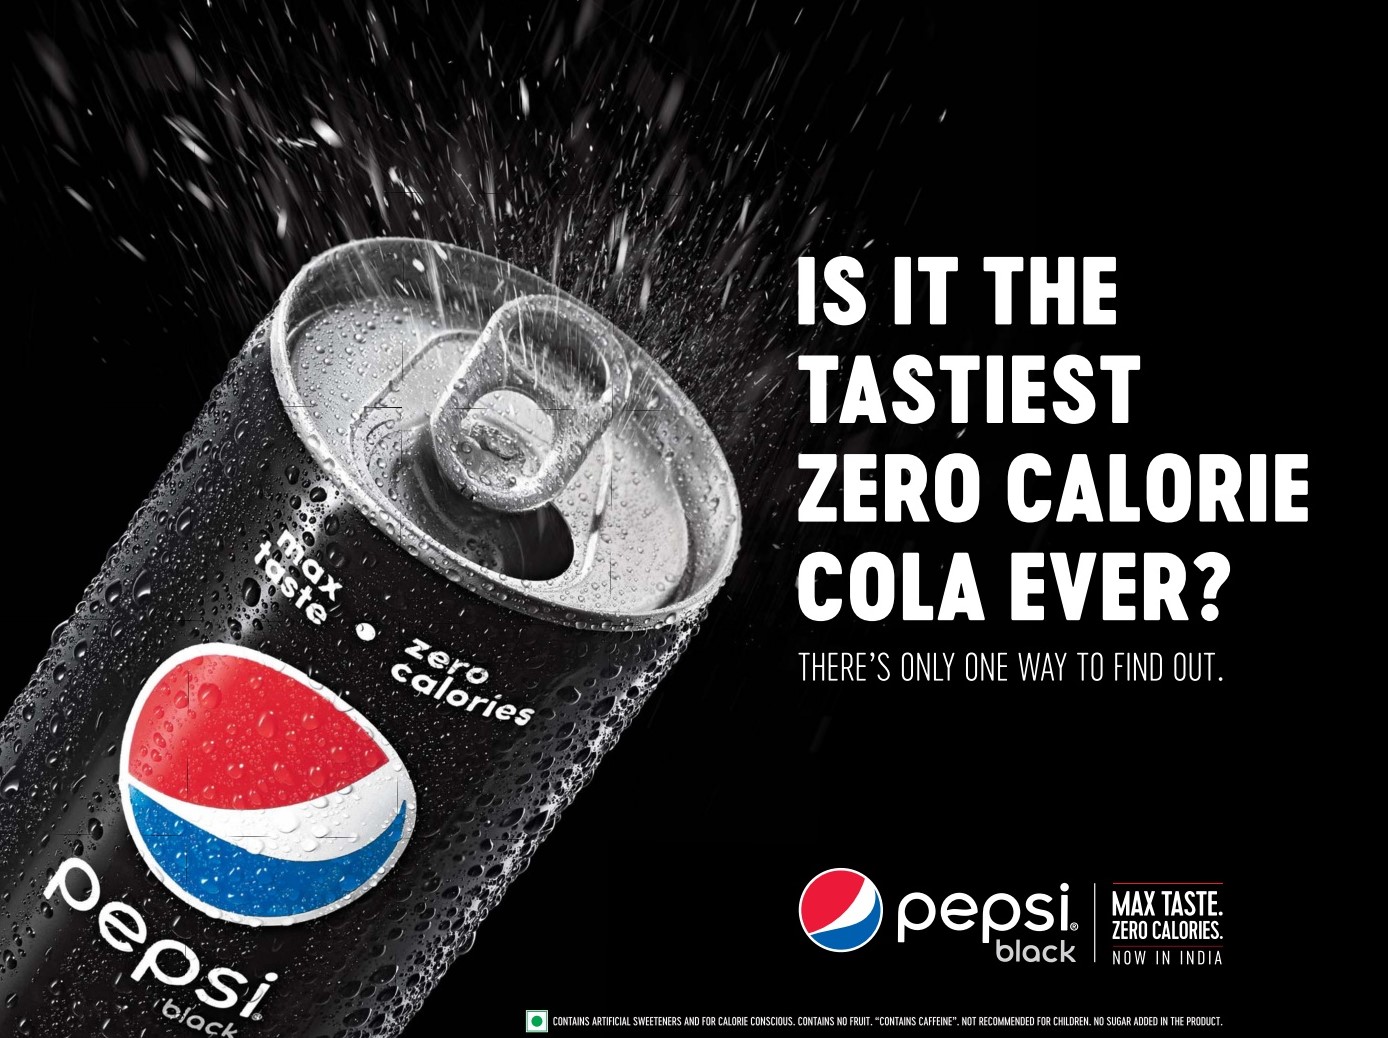 IS IT THE
TASTIEST
ZERO CALORIE
COLA EVER?
THERE'S ONLY ONE WAY TO FIND OUT.
max
taste
zero
calories
pepsi
black
pepsi®
black
MAX TASTE.
ZERO CALORIES.
NOW IN INDIA
CONTAINS ARTIFICIAL SWEETENERS AND FOR CALORIE CONSCIOUS. CONTAINS NO FRUIT. "CONTAINS CAFFEINE". NOT RECOMMENDED FOR CHILDREN. NO SUGAR ADDED IN THE PRODUCT.